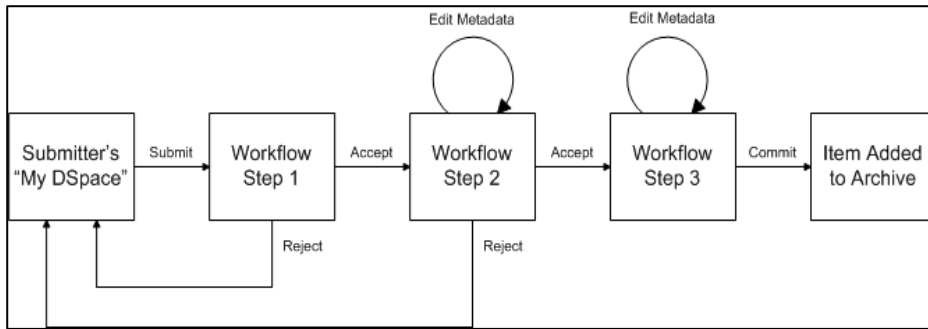 Edit Metadata
Edit Metadata
Submitter's
"My DSpace"
Submit
Workflow
Step 1
Accept
Workflow
Step 2
Accept
Workflow
Step 3
Commit
Item Added
to Archive
Reject
Reject